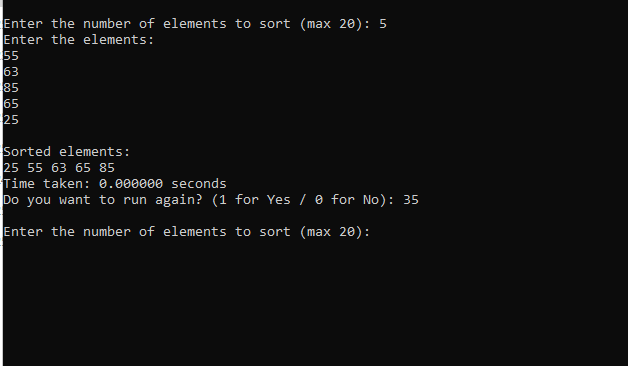 Enter the number of elements to sort (max 20): 5
Enter the elements:
55
63
85
65
25
Sorted elements:
25 55 63 65 85
Time taken: 0.000000 seconds
Do you want to run again? (1 for Yes / 0 for No): 35
Enter the number of elements to sort (max 20):